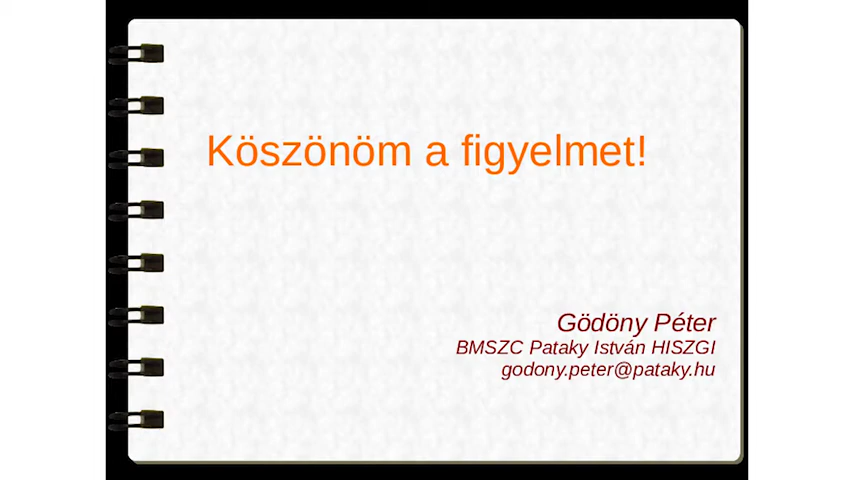 Köszönöm a figyelmet!
Gödöny Péter
BMSZC Pataky István HISZGI
godony.peter@pataky.hu